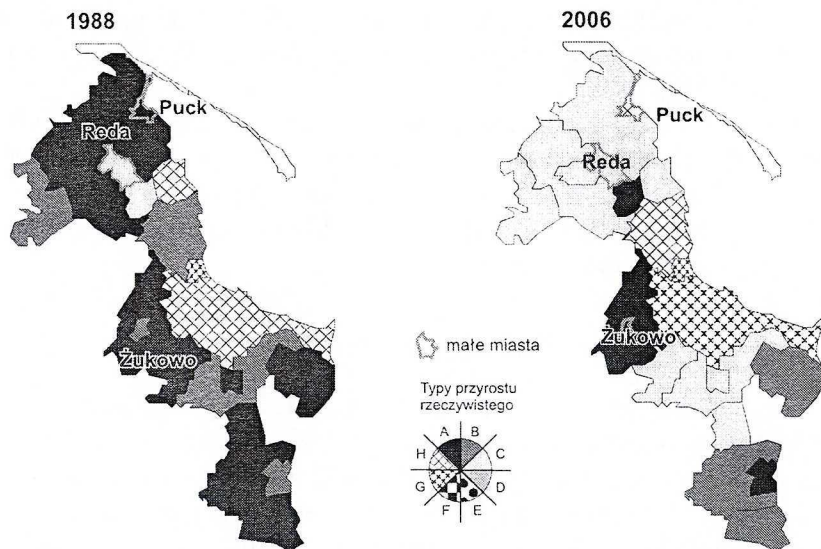 1988
Puck
Reda
Żukowo
2006
Puck
Reda
Żukowo
małe miasta
Typy przyrostu
rzeczywistego
A B
H C
G D
F E